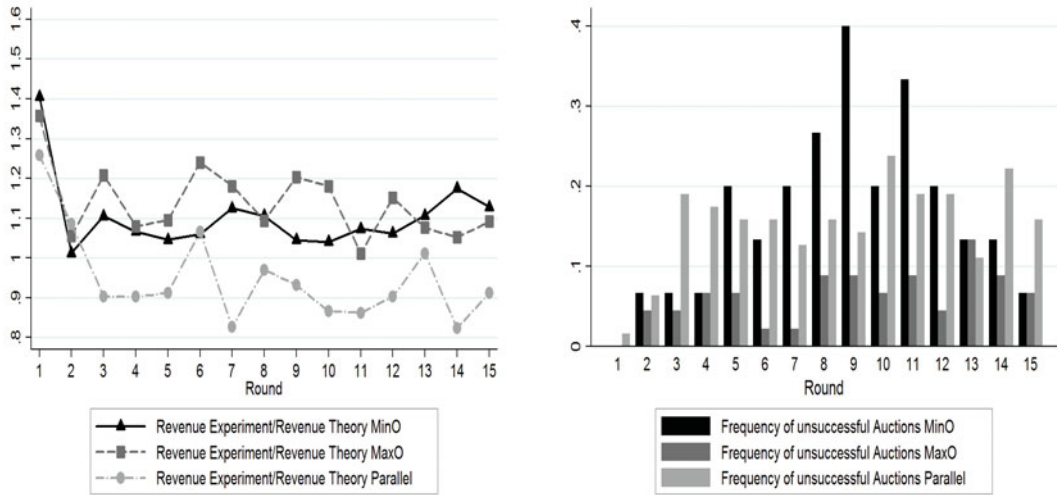 1.6
1.5
1.4
1.3
1.2
1.1
1
.9
.8
1 2 3 4 5 6 7 8 9 10 11 12 13 14 15
Round
Revenue Experiment/Revenue Theory MinO
Revenue Experiment/Revenue Theory MaxO
Revenue Experiment/Revenue Theory Parallel
.4
.3
.2
.1
0
1 2 3 4 5 6 7 8 9 10 11 12 13 14 15
Round
Frequency of unsuccessful Auctions MinO
Frequency of unsuccessful Auctions MaxO
Frequency of unsuccessful Auctions Parallel